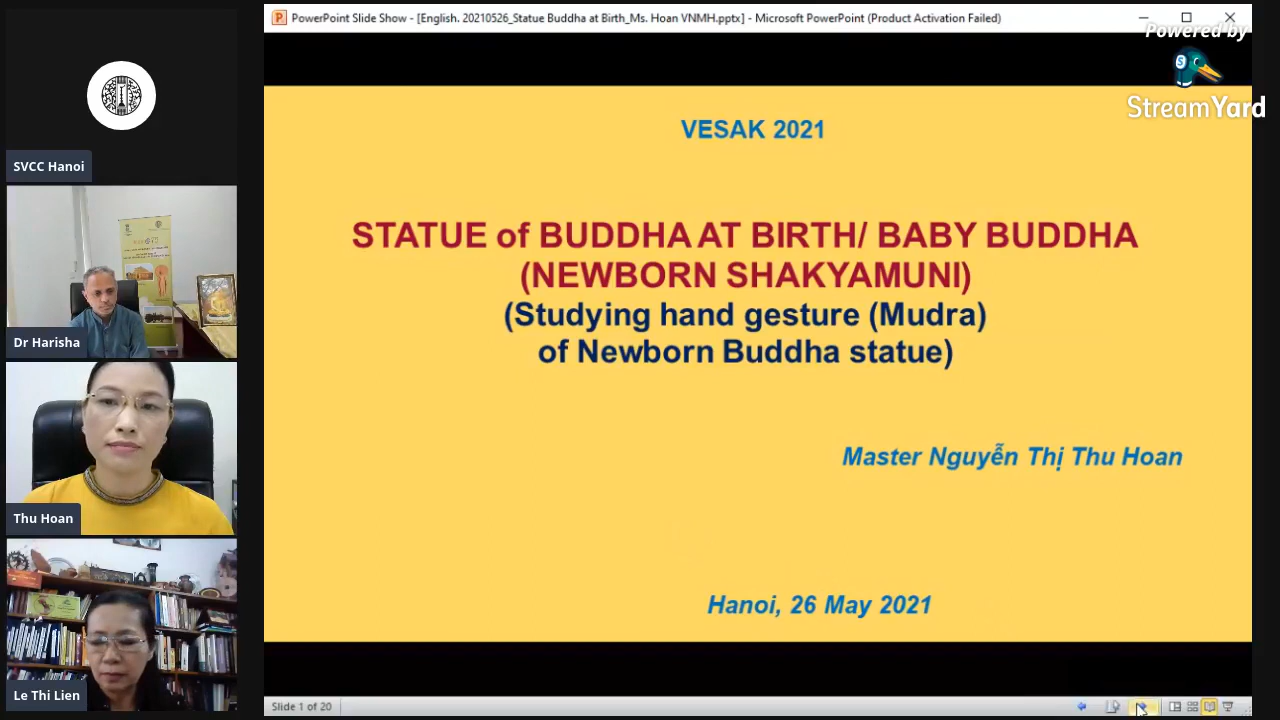 PowerPoint Slide Show - [English. 20210526_Statue Buddha at Birth_Ms. Hoan VNMH.pptx] - Microsoft PowerPoint (Product Activation Failed)
Powered by
StreamYard
SVCC Hanoi
Dr Harisha
Thu Hoan
Le Thi Lien
VESAK 2021
STATUE of BUDDHA AT BIRTH/ BABY BUDDHA
(NEWBORN SHAKYAMUNI)
(Studying hand gesture (Mudra)
of Newborn Buddha statue)
Master Nguyễn Thị Thu Hoan
Hanoi, 26 May 2021
Slide 1 of 20